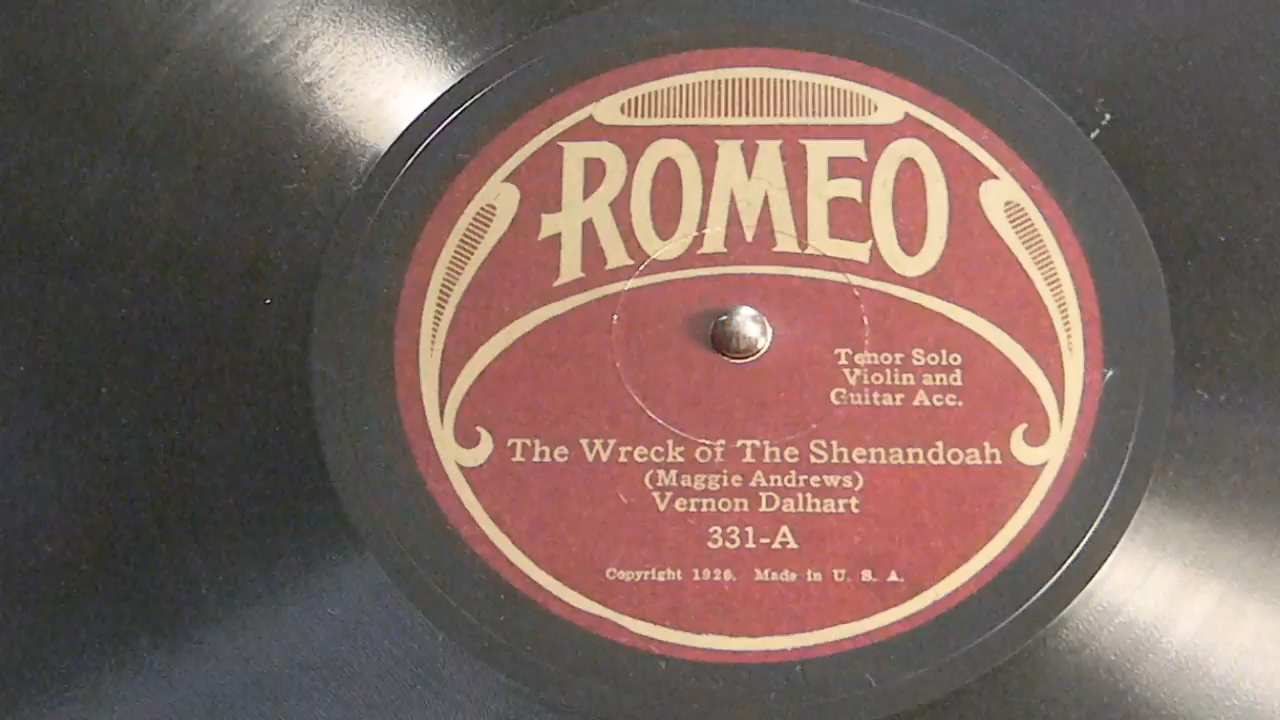 ROMEO
Tenor Solo
Violin and
Guitar Acc.
The Wreck of The Shenandoah
(Maggie Andrews)
Vernon Dalhart
331-A
Copyright 1926. Made in U. S. A.